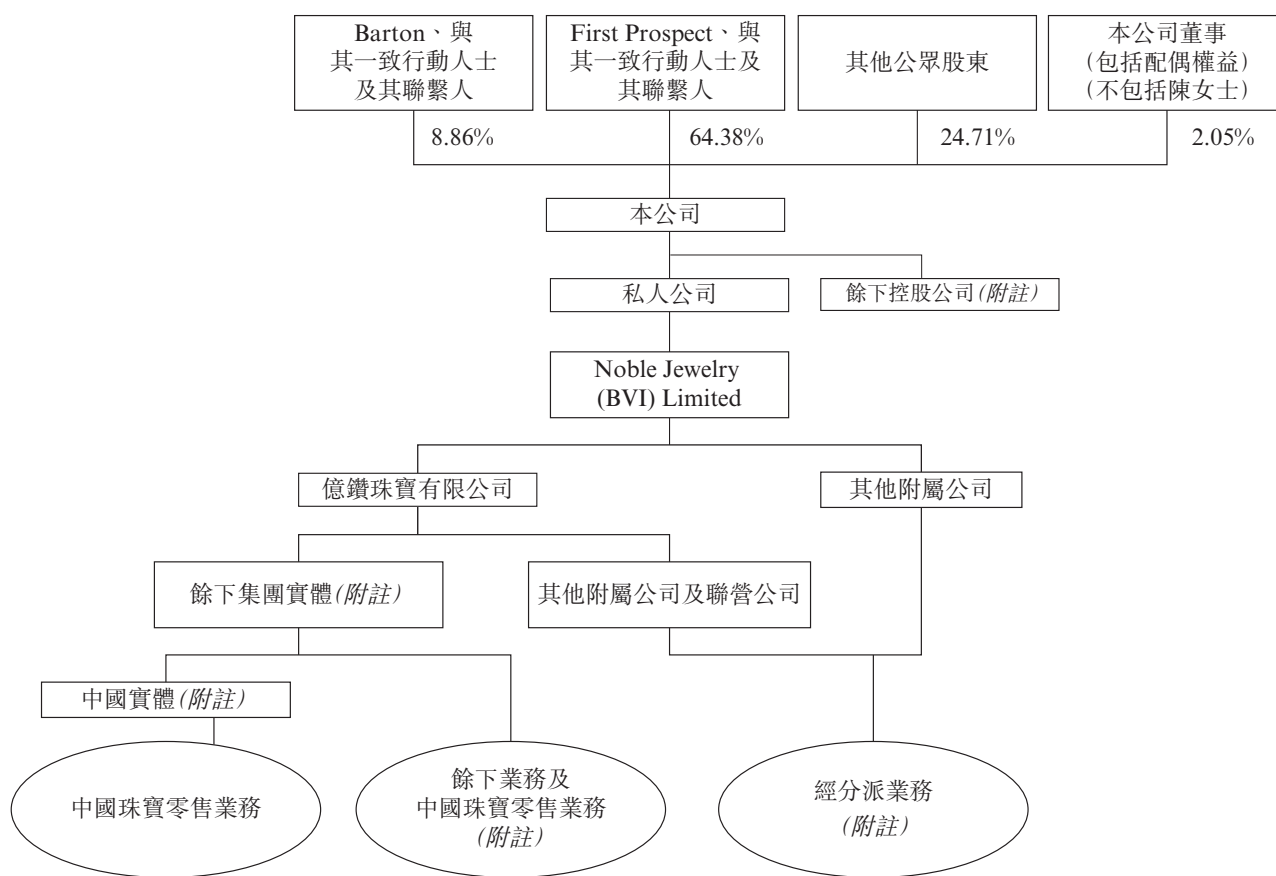 Barton、與
其一致行動人士
及其聯繫人
First Prospect、與
其一致行動人士及
其聯繫人
其他公眾股東
本公司董事
(包括配偶權益)
(不包括陳女士)
8.86%
64.38%
24.71%
2.05%
本公司
私人公司
餘下控股公司(附註)
Noble Jewelry
(BVI) Limited
億鑽珠寶有限公司
其他附屬公司
餘下集團實體(附註)
其他附屬公司及聯營公司
中國實體(附註)
中國珠寶零售業務
餘下業務及
中國珠寶零售業務
(附註)
經分派業務
(附註)